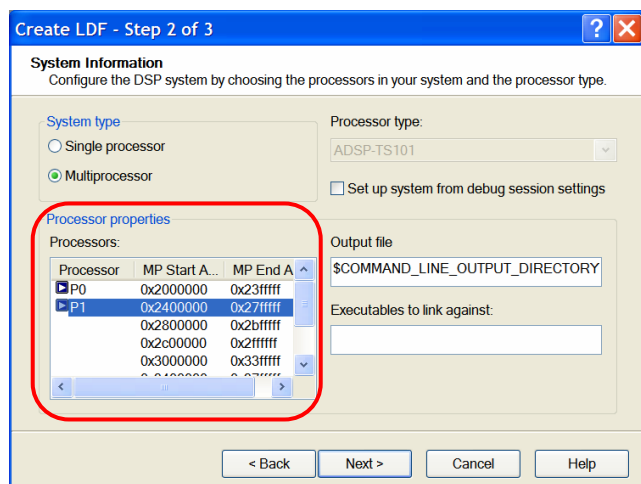 Create LDF - Step 2 of 3
System Information
Configure the DSP system by choosing the processors in your system and the processor type.
System type
Single processor
Multiprocessor
Processor type:
ADSP-TS101
Set up system from debug session settings
Processor properties
Processors:
Processor MP Start A... MP End A
P0 0x2000000 0x23fffff
P1 0x2400000 0x27fffff
0x2800000 0x2bfffff
0x2c00000 0x2ffffff
0x3000000 0x33fffff
Output file
$COMMAND_LINE_OUTPUT_DIRECTORY
Executables to link against:
< Back
Next >
Cancel
Help